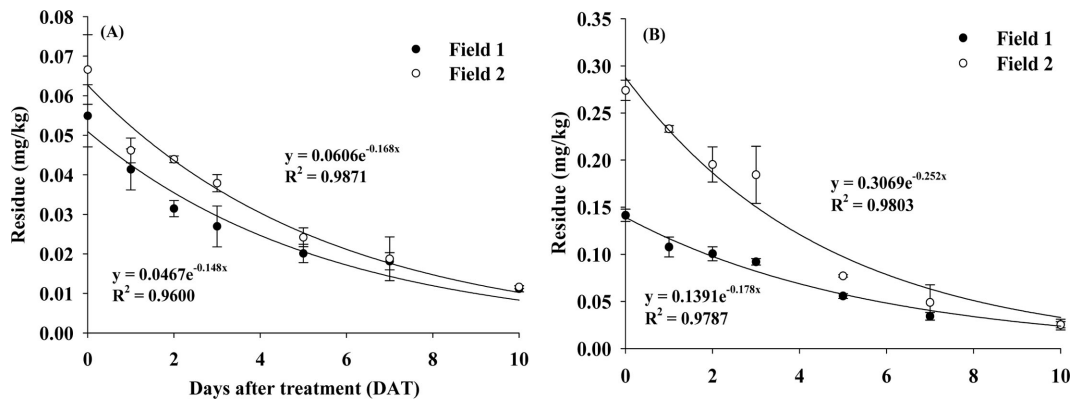 (A)
Field 1
Field 2
Residue (mg/kg)
0.08
0.07
0.06
0.05
0.04
0.03
0.02
0.01
0.00
y = 0.0606e^-0.168x
R² = 0.9871
y = 0.0467e^-0.148x
R² = 0.9600
0 2 4 6 8 10
Days after treatment (DAT)
(B)
Field 1
Field 2
Residue (mg/kg)
0.35
0.30
0.25
0.20
0.15
0.10
0.05
0.00
y = 0.3069e^-0.252x
R² = 0.9803
y = 0.1391e^-0.178x
R² = 0.9787
0 2 4 6 8 10